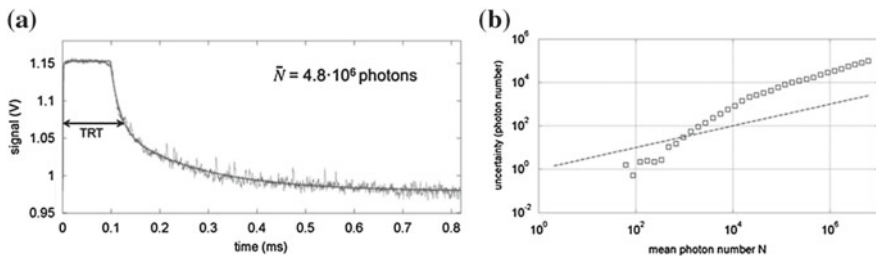 (a)
1.15
1.1
1.05
1
0.95
signal (V)
N̄ = 4.8·10⁶ photons
TRT
0 0.1 0.2 0.3 0.4 0.5 0.6 0.7 0.8
time (ms)
(b)
10⁶
10⁴
10²
10⁰
10⁻²
uncertainty (photon number)
10⁰ 10² 10⁴ 10⁶
mean photon number N